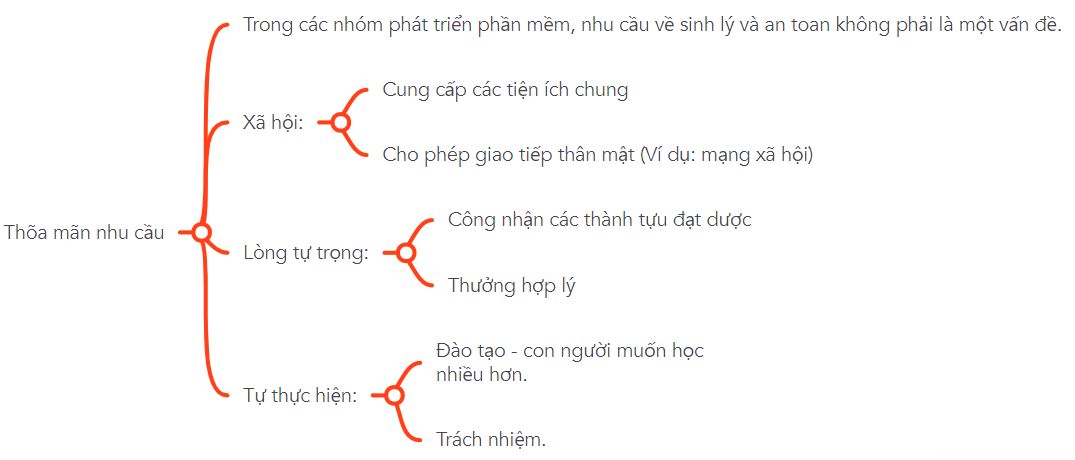 Trong các nhóm phát triển phần mềm, nhu cầu về sinh lý và an toan không phải là một vấn đề.
Cung cấp các tiện ích chung
Xã hội:
Cho phép giao tiếp thân mật (Ví dụ: mạng xã hội)
Thõa mãn nhu cầu
Công nhận các thành tựu đạt dược
Lòng tự trọng:
Thưởng hợp lý
Đào tạo - con người muốn học
nhiều hơn.
Tự thực hiện:
Trách nhiệm.